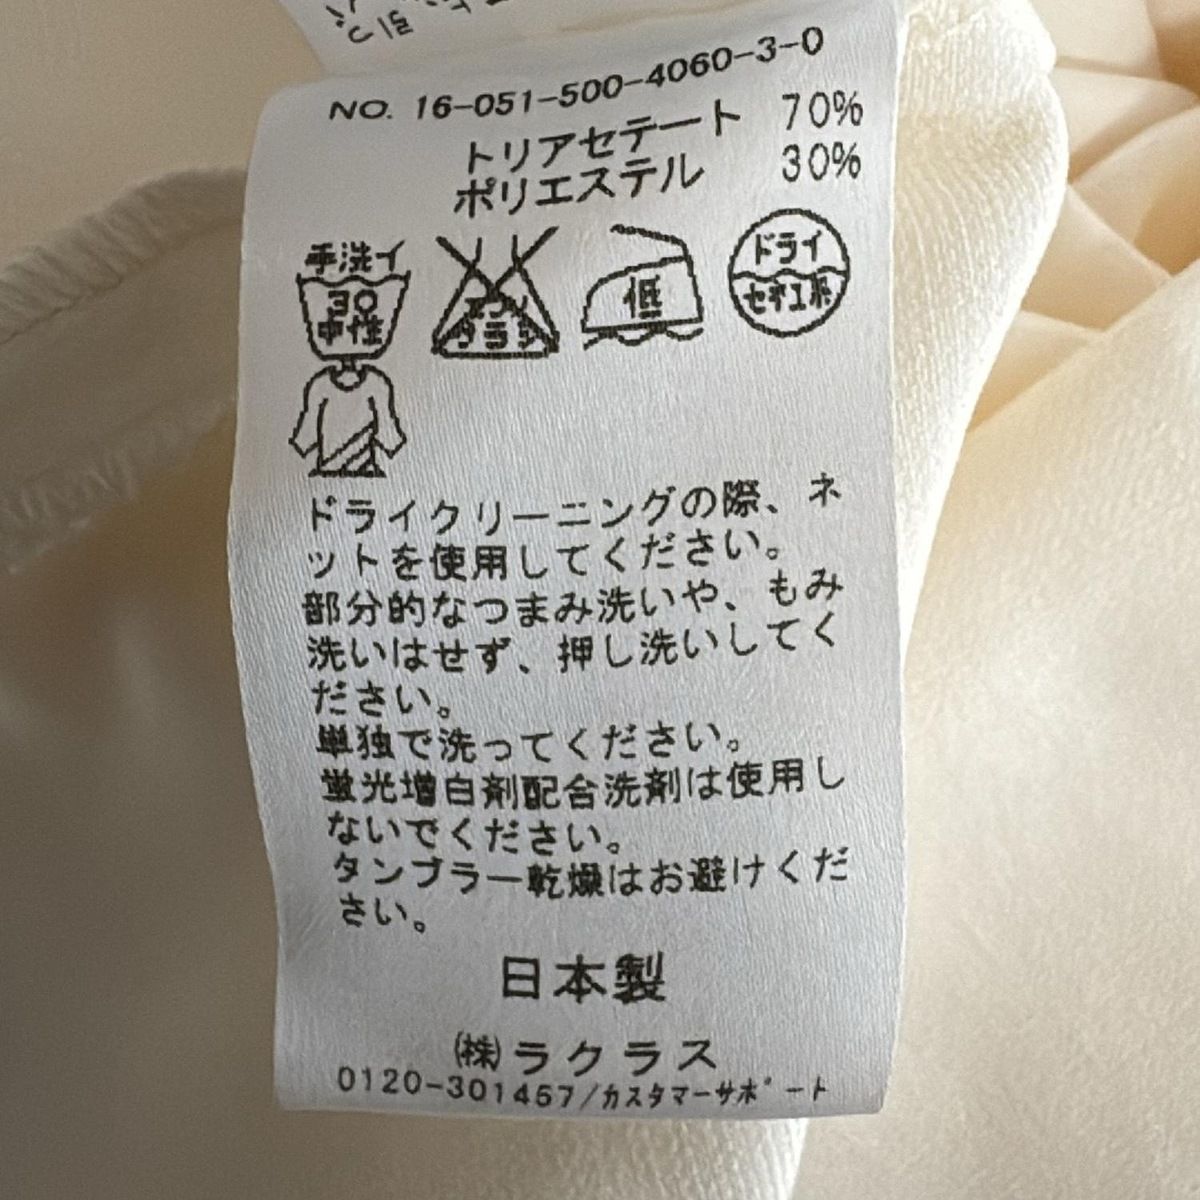 NO. 16-051-500-4060-3-0
トリアセテート 70%
ポリエステル 30%
手洗イ
30
中性
エンソ
サラシ
低
ドライ
セキユ系
ドライクリーニングの際、ネ
ットを使用してください。
部分的なつまみ洗いや、もみ
洗いはせず、押し洗いしてく
ださい。
単独で洗ってください。
蛍光増白剤配合洗剤は使用し
ないでください。
タンブラー乾燥はお避けくだ
さい。
日本製
㈱ラクラス
0120-301457/カスタマーサポート